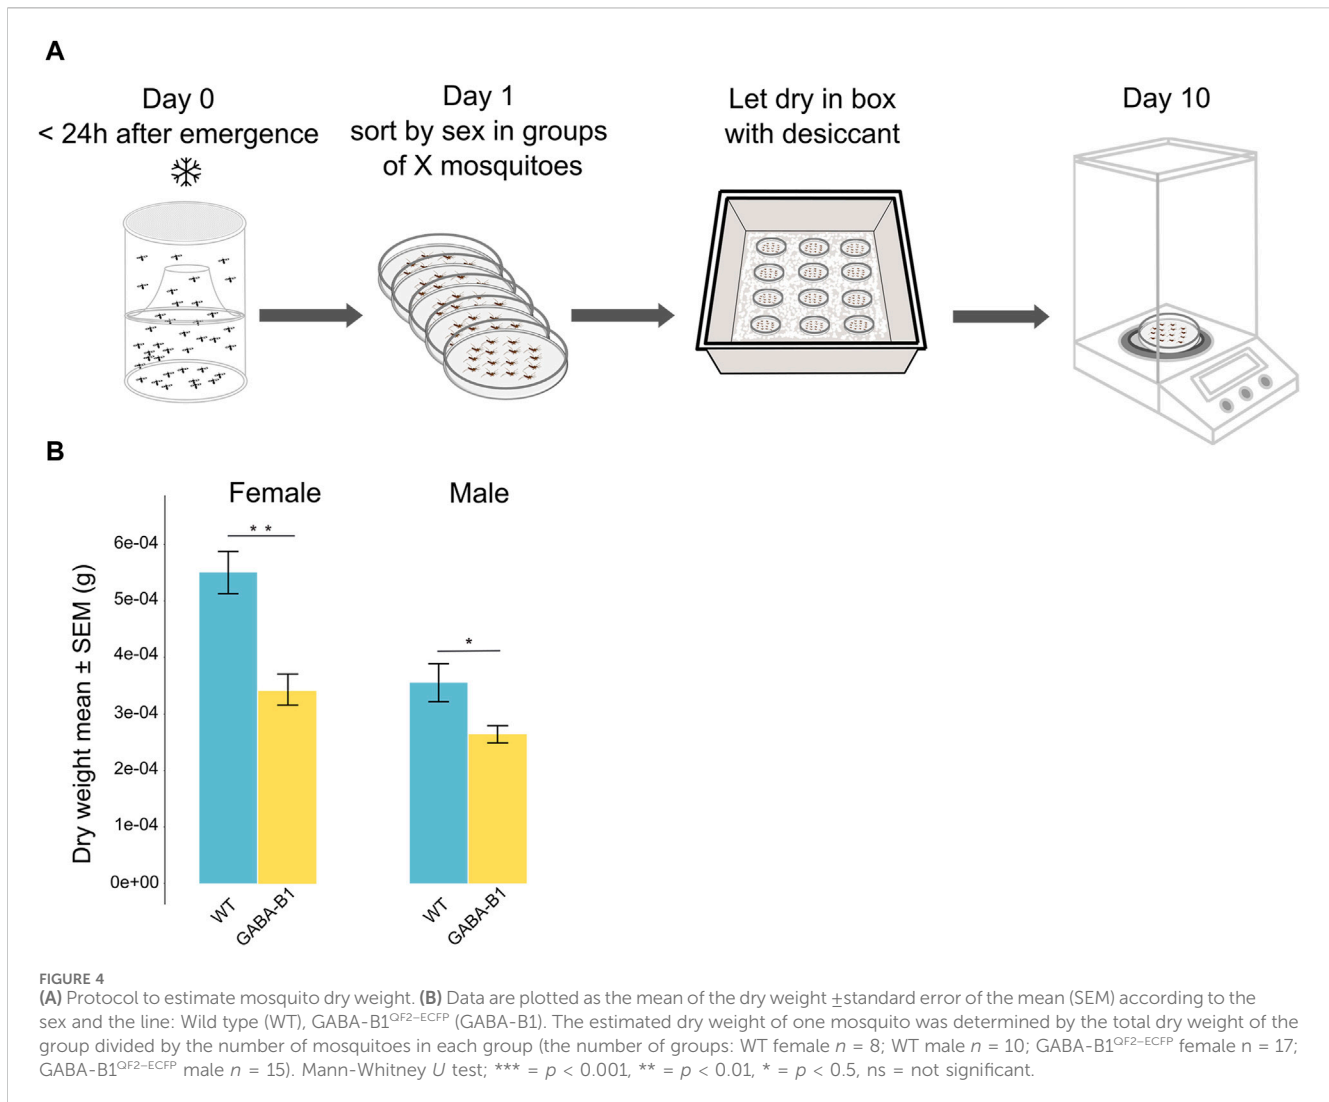 A
Day 0
< 24h after emergence
Day 1
sort by sex in groups
of X mosquitoes
Let dry in box
with desiccant
Day 10
B
Female
Male
Dry weight mean ± SEM (g)
6e-04
5e-04
4e-04
3e-04
2e-04
1e-04
0e+00
* *
*
WT
GABA-B1
WT
GABA-B1
FIGURE 4
(A) Protocol to estimate mosquito dry weight. (B) Data are plotted as the mean of the dry weight ±standard error of the mean (SEM) according to the
sex and the line: Wild type (WT), GABA-B1^QF2–ECFP (GABA-B1). The estimated dry weight of one mosquito was determined by the total dry weight of the
group divided by the number of mosquitoes in each group (the number of groups: WT female n = 8; WT male n = 10; GABA-B1^QF2–ECFP female n = 17;
GABA-B1^QF2–ECFP male n = 15). Mann-Whitney U test; *** = p < 0.001, ** = p < 0.01, * = p < 0.5, ns = not significant.